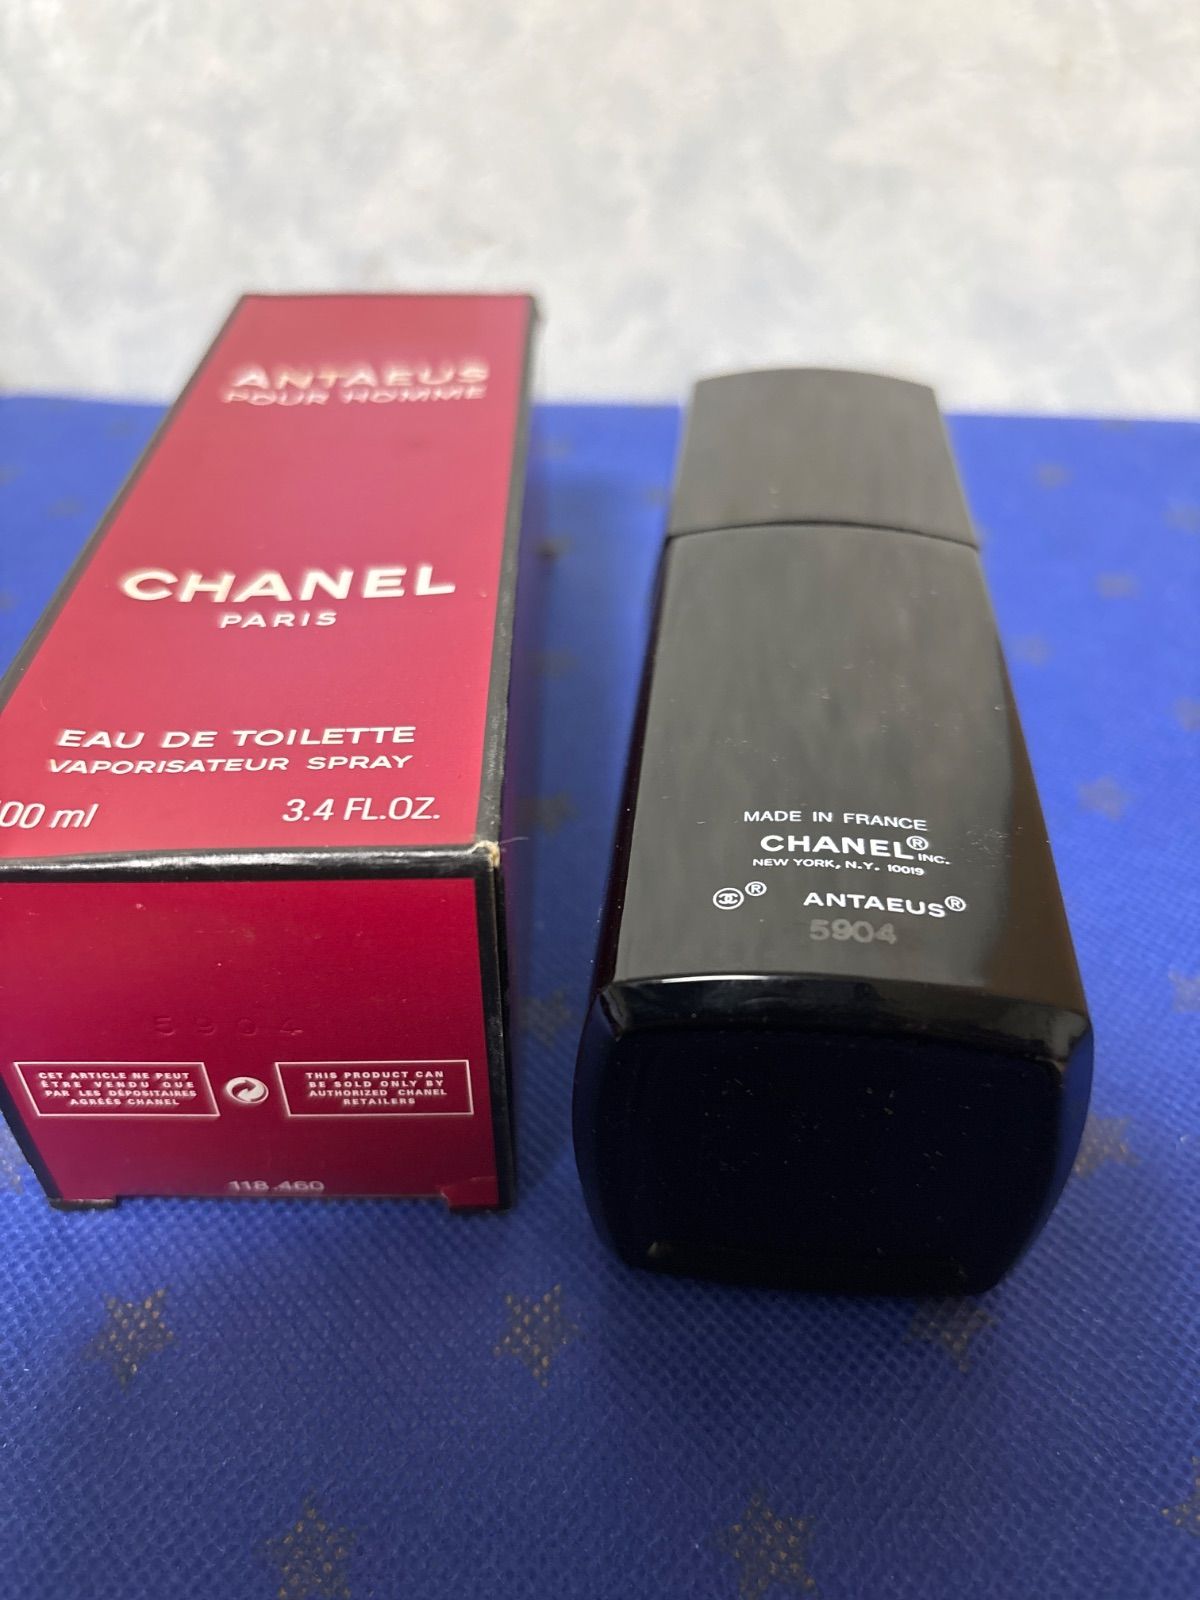 ANTAEUS
POUR HOMME
CHANEL
PARIS
EAU DE TOILETTE
VAPORISATEUR SPRAY
00 ml 3.4 FL.OZ.
5904
CET ARTICLE NE PEUT
ÊTRE VENDU QUE
PAR LES DÉPOSITAIRES
AGRÉÉS CHANEL
THIS PRODUCT CAN
BE SOLD ONLY BY
AUTHORIZED CHANEL
RETAILERS
118.460
MADE IN FRANCE
CHANEL® INC.
NEW YORK, N.Y. 10019
® ANTAEUS®
5904